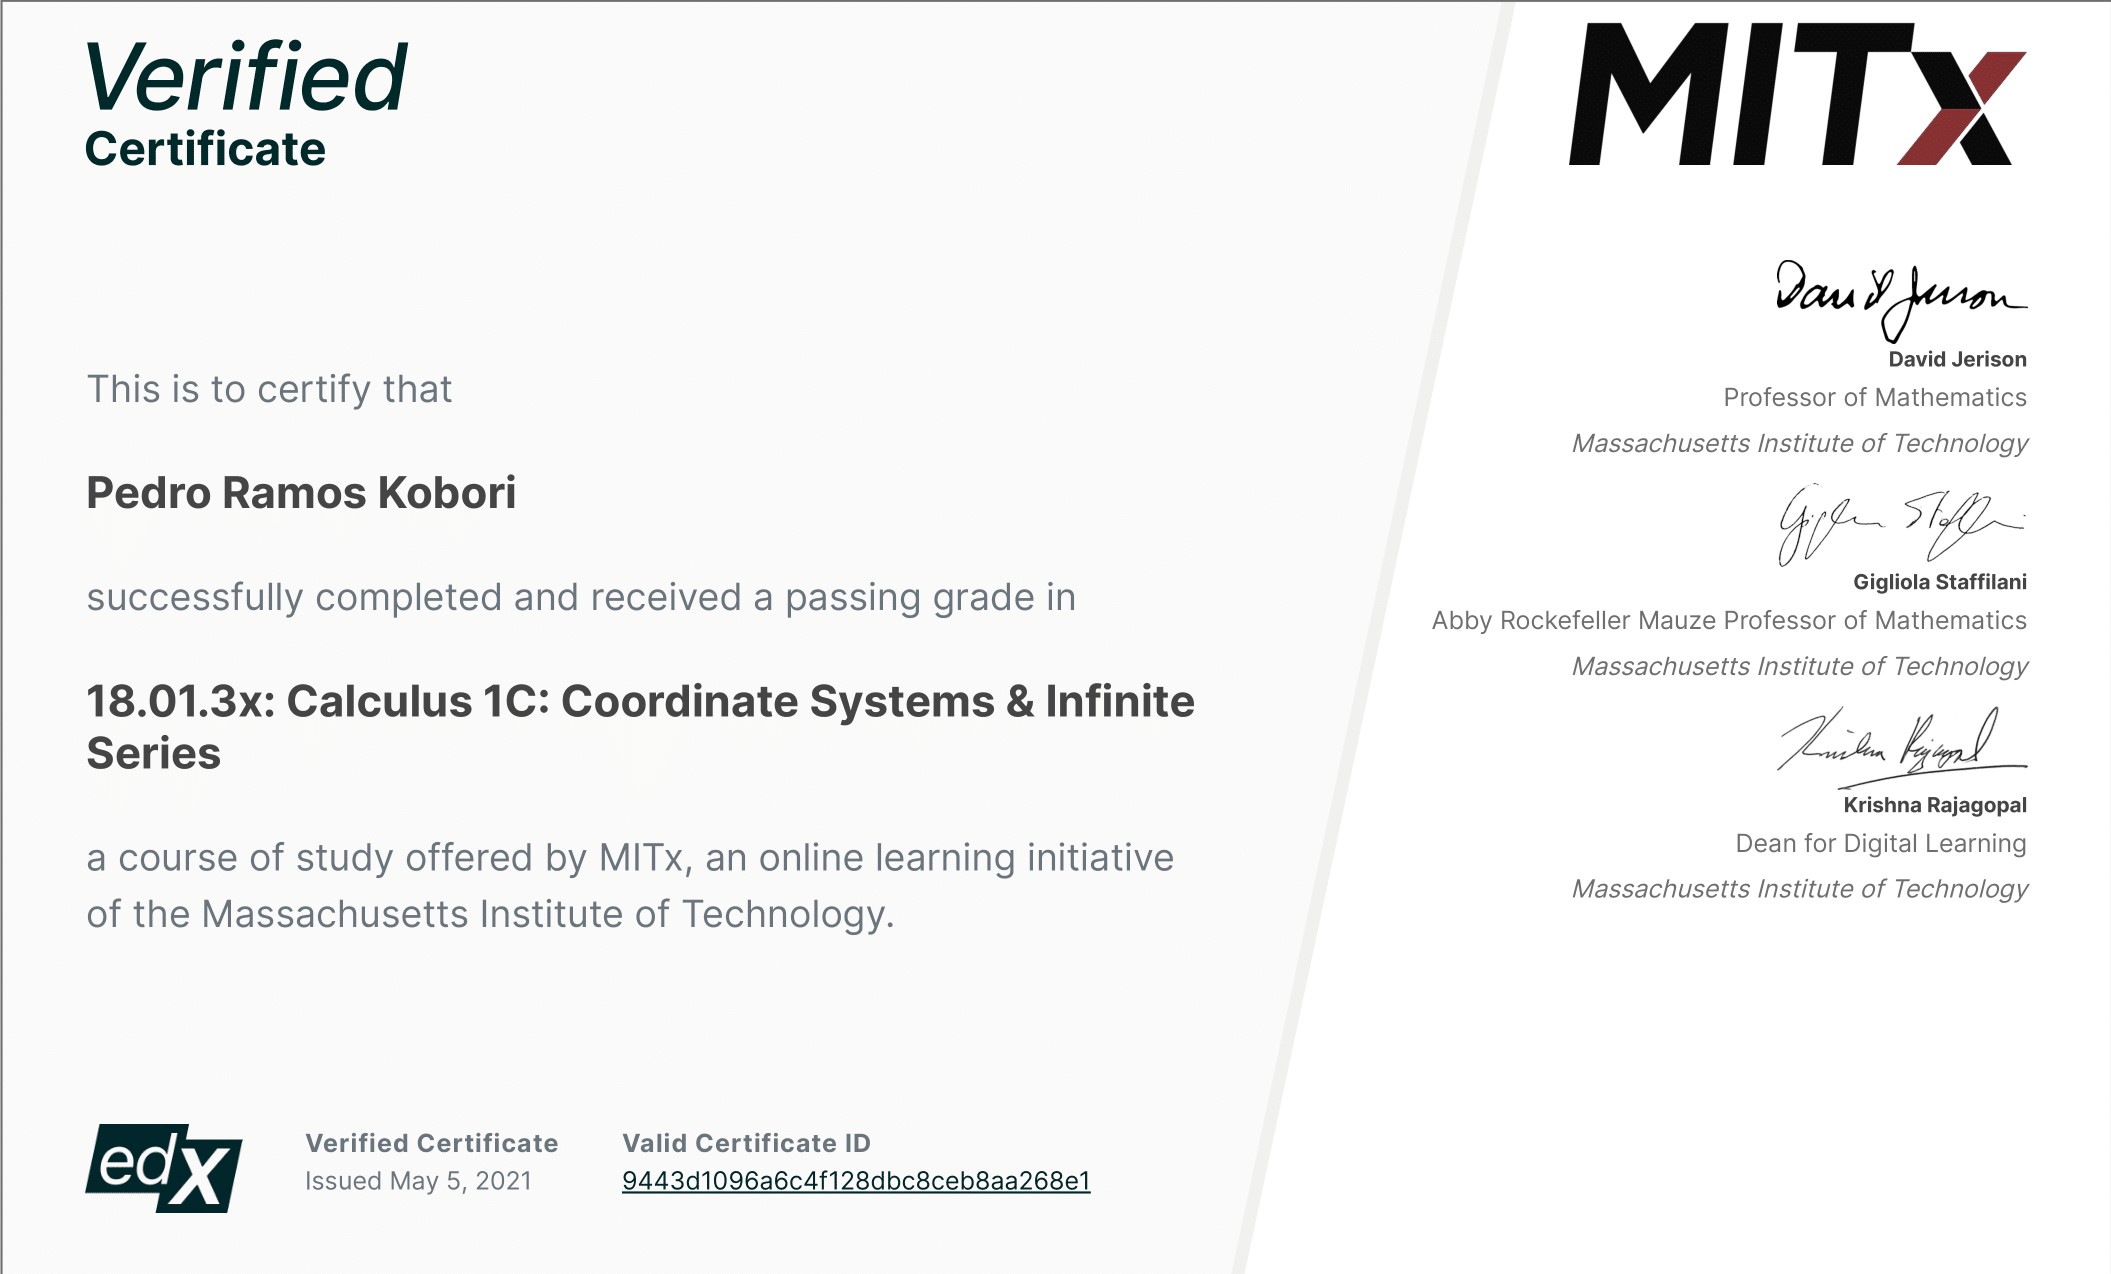 Verified
Certificate
This is to certify that
Pedro Ramos Kobori
successfully completed and received a passing grade in
18.01.3x: Calculus 1C: Coordinate Systems & Infinite
Series
a course of study offered by MITx, an online learning initiative
of the Massachusetts Institute of Technology.
edX
Verified Certificate
Issued May 5, 2021
Valid Certificate ID
9443d1096a6c4f128dbc8ceb8aa268e1
MITx
David Jerison
David Jerison
Professor of Mathematics
Massachusetts Institute of Technology
Gigliola Staffilani
Gigliola Staffilani
Abby Rockefeller Mauze Professor of Mathematics
Massachusetts Institute of Technology
Krishna Rajagopal
Krishna Rajagopal
Dean for Digital Learning
Massachusetts Institute of Technology